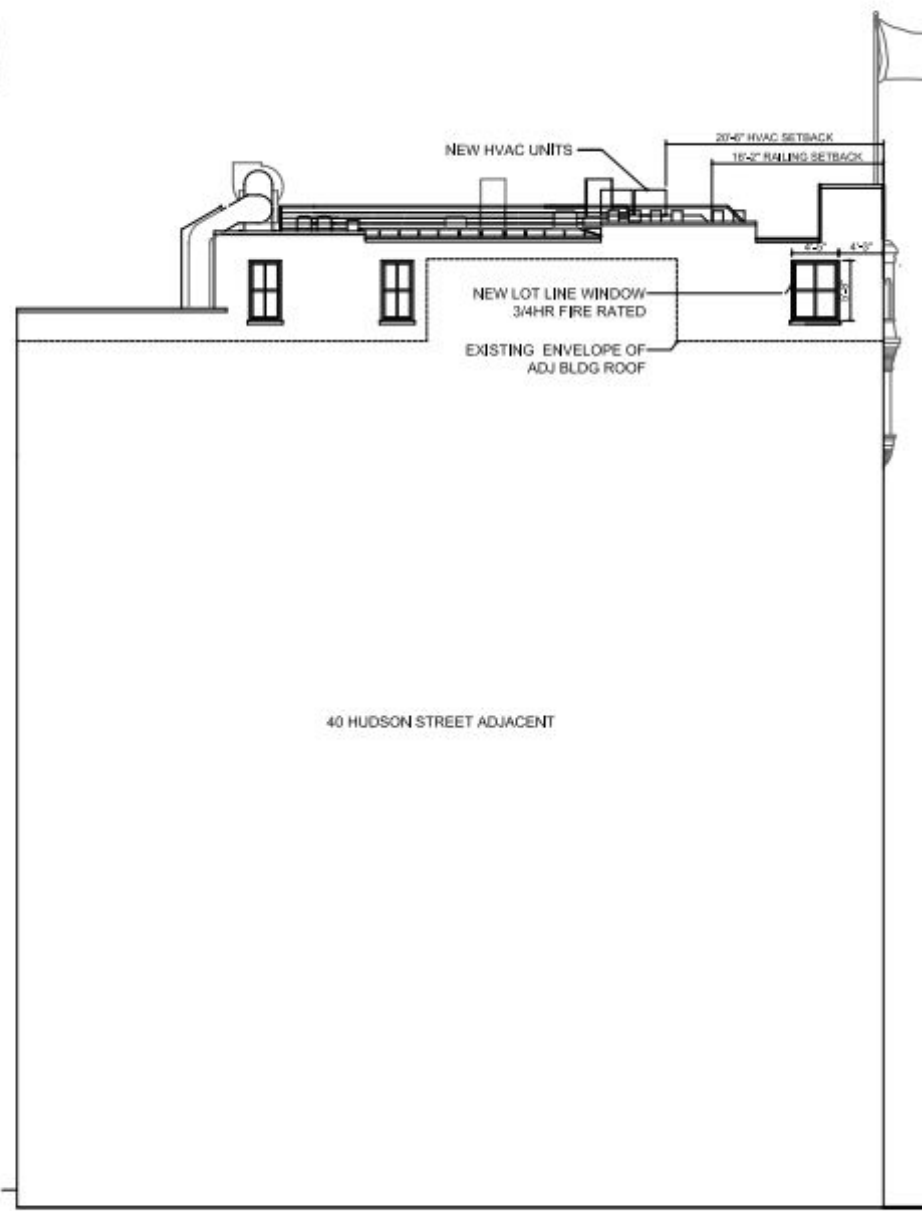 20'-6" HVAC SETBACK
NEW HVAC UNITS
16'-2" RAILING SETBACK
NEW LOT LINE WINDOW
3/4HR FIRE RATED
EXISTING ENVELOPE OF
ADJ BLDG ROOF
40 HUDSON STREET ADJACENT